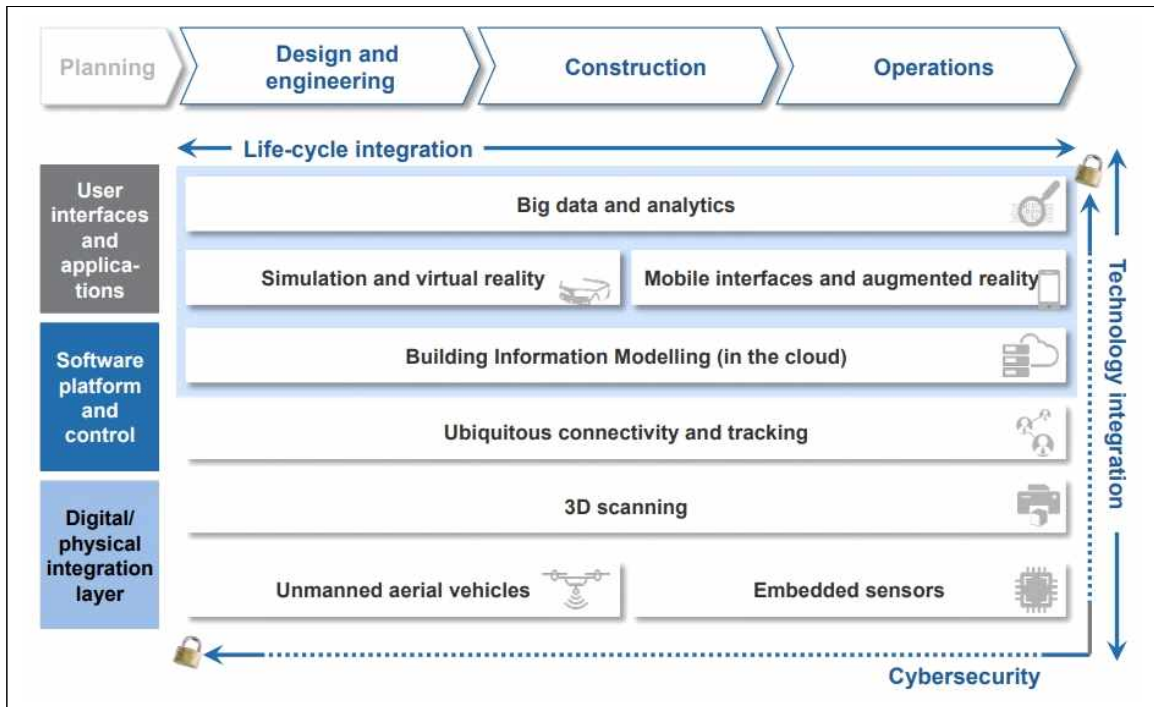 Planning
Design and
engineering
Construction
Operations
Life-cycle integration
User
interfaces
and
applica-
tions
Big data and analytics
Simulation and virtual reality
Mobile interfaces and augmented reality
Software
platform
and
control
Building Information Modelling (in the cloud)
Ubiquitous connectivity and tracking
Digital/
physical
integration
layer
3D scanning
Unmanned aerial vehicles
Embedded sensors
Technology integration
Cybersecurity